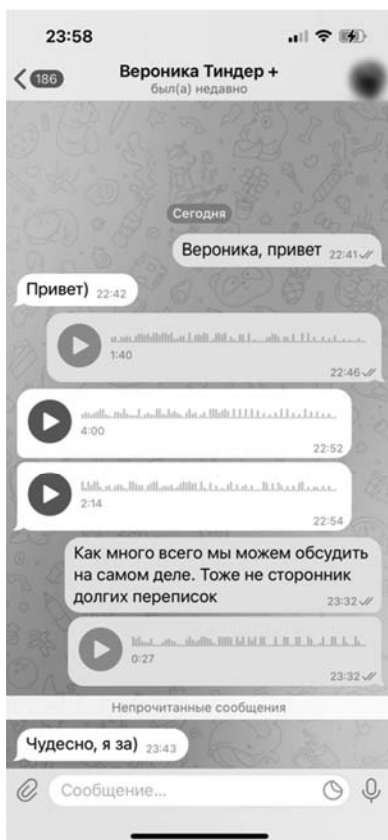 23:58
186
Вероника Тиндер +
был(а) недавно
Сегодня
Вероника, привет 22:41
Привет) 22:42
1:40
22:46
4:00
22:52
2:14
22:54
Как много всего мы можем обсудить
на самом деле. Тоже не сторонник
долгих переписок 23:32
0:27
23:32
Непрочитанные сообщения
Чудесно, я за) 23:43
Сообщение...